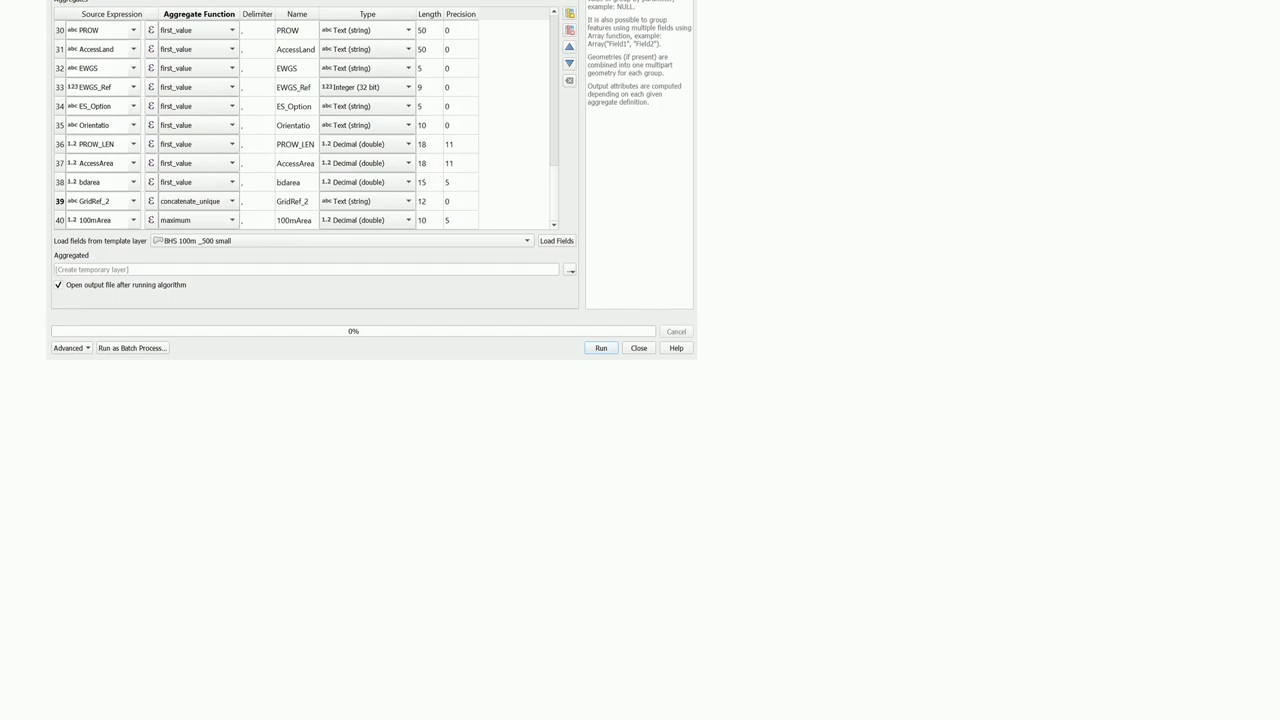 Source Expression Aggregate Function Delimiter Name Type Length Precision
30 abc PROW ε first_value , PROW abc Text (string) 50 0
31 abc AccessLand ε first_value , AccessLand abc Text (string) 50 0
32 abc EWGS ε first_value , EWGS abc Text (string) 5 0
33 123 EWGS_Ref ε first_value , EWGS_Ref 123 Integer (32 bit) 9 0
34 abc ES_Option ε first_value , ES_Option abc Text (string) 5 0
35 abc Orientatio ε first_value , Orientatio abc Text (string) 10 0
36 1.2 PROW_LEN ε first_value , PROW_LEN 1.2 Decimal (double) 18 11
37 1.2 AccessArea ε first_value , AccessArea 1.2 Decimal (double) 18 11
38 1.2 bdarea ε first_value , bdarea 1.2 Decimal (double) 15 5
39 abc GridRef_2 ε concatenate_unique , GridRef_2 abc Text (string) 12 0
40 1.2 100mArea ε maximum , 100mArea 1.2 Decimal (double) 10 5
Load fields from template layer BHS 100m _500 small Load Fields
Aggregated
[Create temporary layer] ...
Open output file after running algorithm
0% Cancel
Advanced Run as Batch Process... Run Close Help
example: NULL.
It is also possible to group
features using multiple fields using
Array function, example:
Array("Field1", "Field2").
Geometries (if present) are
combined into one multipart
geometry for each group.
Output attributes are computed
depending on each given
aggregate definition.